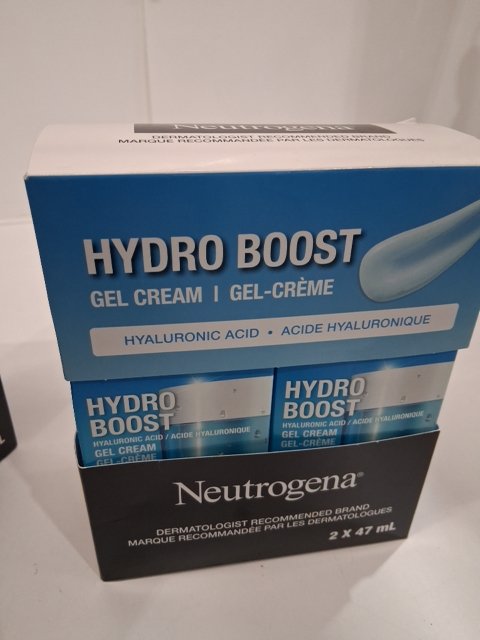 Neutrogena
DERMATOLOGIST RECOMMENDED BRAND
MARQUE RECOMMANDÉE PAR LES DERMATOLOGUES
HYDRO BOOST
GEL CREAM | GEL-CRÈME
HYALURONIC ACID • ACIDE HYALURONIQUE
HYDRO
BOOST
HYALURONIC ACID / ACIDE HYALURONIQUE
GEL CREAM
GEL-CRÈME
HYDRO
BOOST
HYALURONIC ACID / ACIDE HYALURONIQUE
GEL CREAM
GEL-CRÈME
Neutrogena®
DERMATOLOGIST RECOMMENDED BRAND
MARQUE RECOMMANDÉE PAR LES DERMATOLOGUES
2 X 47 mL